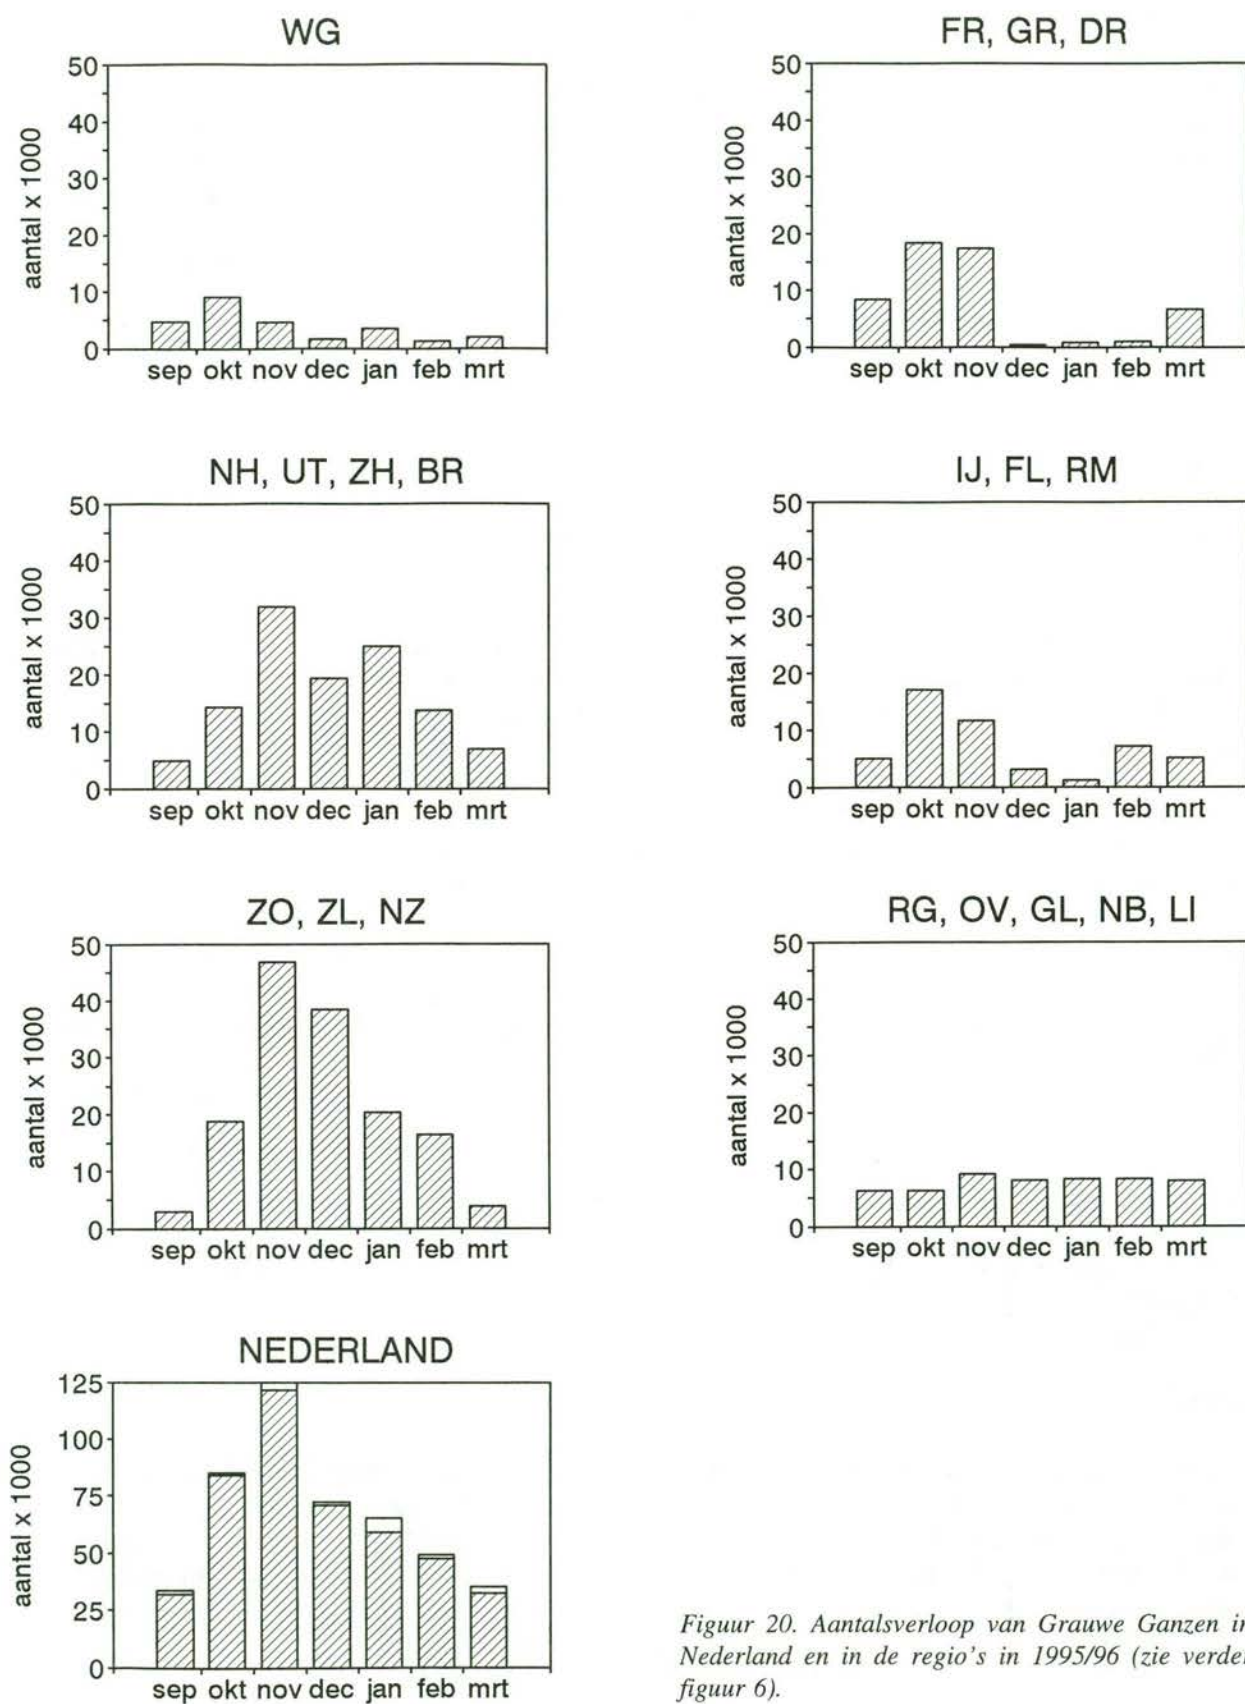 WG
50
40
30
20
10
0
aantal x 1000
sep okt nov dec jan feb mrt
FR, GR, DR
50
40
30
20
10
0
aantal x 1000
sep okt nov dec jan feb mrt
NH, UT, ZH, BR
50
40
30
20
10
0
aantal x 1000
sep okt nov dec jan feb mrt
IJ, FL, RM
50
40
30
20
10
0
aantal x 1000
sep okt nov dec jan feb mrt
ZO, ZL, NZ
50
40
30
20
10
0
aantal x 1000
sep okt nov dec jan feb mrt
RG, OV, GL, NB, LI
50
40
30
20
10
0
aantal x 1000
sep okt nov dec jan feb mrt
NEDERLAND
125
100
75
50
25
0
aantal x 1000
sep okt nov dec jan feb mrt
Figuur 20. Aantalsverloop van Grauwe Ganzen in
Nederland en in de regio's in 1995/96 (zie verder
figuur 6).